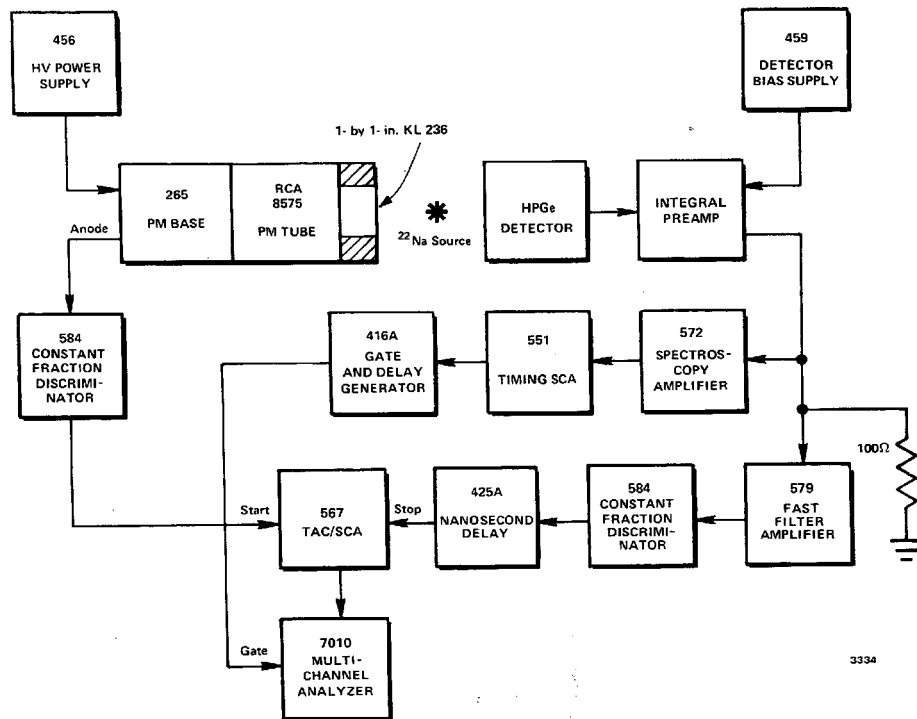 456
HV POWER
SUPPLY
459
DETECTOR
BIAS SUPPLY
1- by 1- in. KL 236
265
PM BASE
RCA
8575
PM TUBE
22Na Source
HPGe
DETECTOR
INTEGRAL
PREAMP
Anode
584
CONSTANT
FRACTION
DISCRIMI-
NATOR
416A
GATE
AND DELAY
GENERATOR
551
TIMING SCA
572
SPECTROS-
COPY
AMPLIFIER
100Ω
Start
567
TAC/SCA
Stop
425A
NANOSECOND
DELAY
584
CONSTANT
FRACTION
DISCRIMI-
NATOR
579
FAST
FILTER
AMPLIFIER
Gate
7010
MULTI-
CHANNEL
ANALYZER
3334